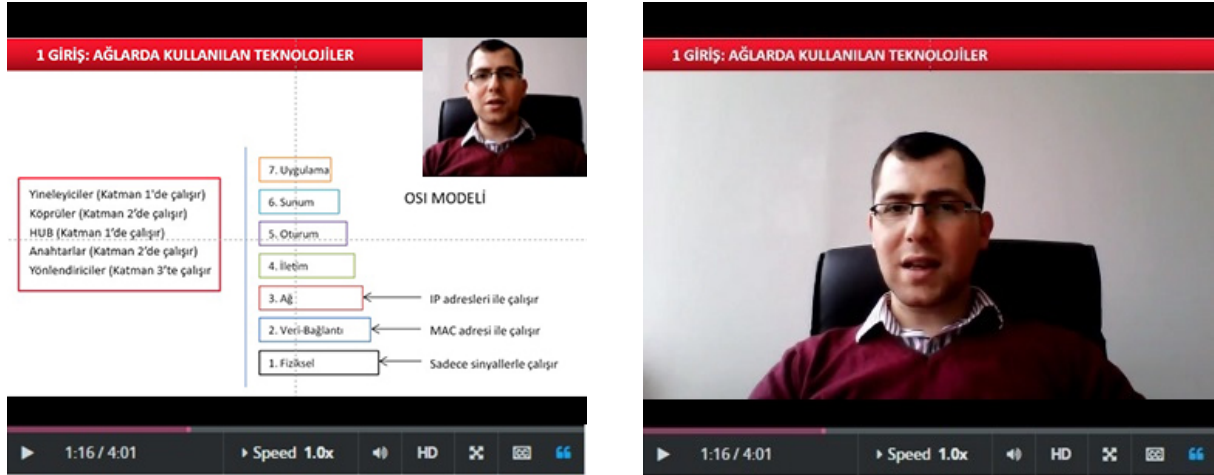 1 GİRİŞ: AĞLARDA KULLANILAN TEKNOLOJİLER
7. Uygulama
6. Sunum
OSI MODELİ
5. Oturum
4. İletim
3. Ağ
IP adresleri ile çalışır
2. Veri-Bağlantı
MAC adresi ile çalışır
1. Fiziksel
Sadece sinyallerle çalışır
Yineleyiciler (Katman 1'de çalışır)
Köprüler (Katman 2'de çalışır)
HUB (Katman 1'de çalışır)
Anahtarlar (Katman 2'de çalışır)
Yönlendiriciler (Katman 3'te çalışır
1:16 / 4:01
Speed 1.0x
HD
CC
1 GİRİŞ: AĞLARDA KULLANILAN TEKNOLOJİLER
1:16 / 4:01
Speed 1.0x
HD
CC